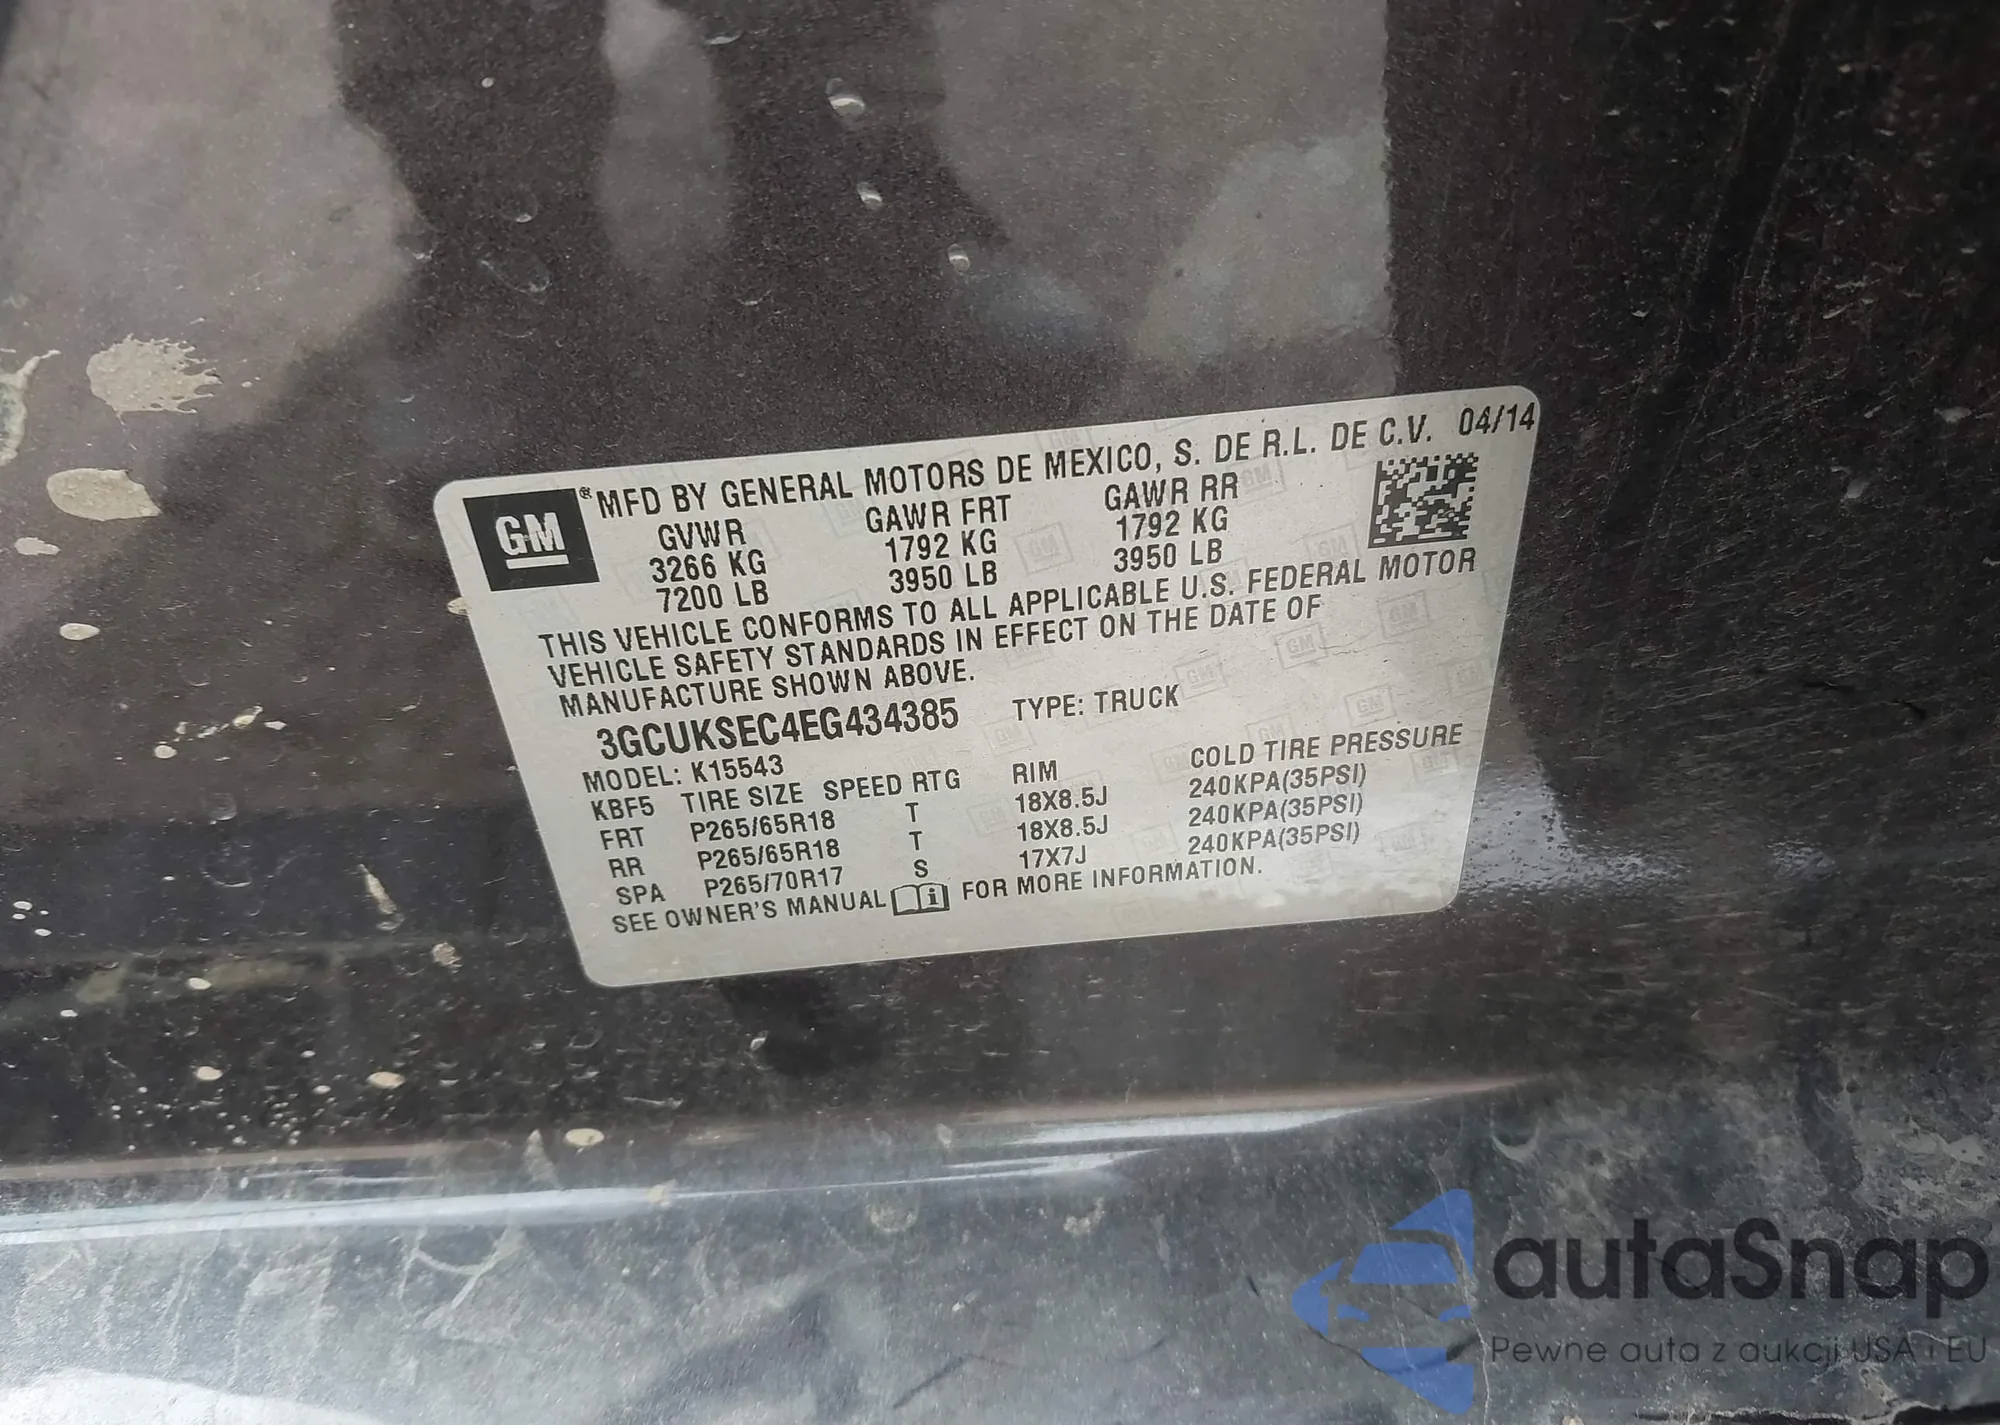 GM ® MFD BY GENERAL MOTORS DE MEXICO, S. DE R.L. DE C.V. 04/14
GVWR GAWR FRT GAWR RR
3266 KG 1792 KG 1792 KG
7200 LB 3950 LB 3950 LB
THIS VEHICLE CONFORMS TO ALL APPLICABLE U.S. FEDERAL MOTOR
VEHICLE SAFETY STANDARDS IN EFFECT ON THE DATE OF
MANUFACTURE SHOWN ABOVE.
3GCUKSEC4EG434385 TYPE: TRUCK
MODEL: K15543
KBF5 TIRE SIZE SPEED RTG RIM COLD TIRE PRESSURE
FRT P265/65R18 T 18X8.5J 240KPA(35PSI)
RR P265/65R18 T 18X8.5J 240KPA(35PSI)
SPA P265/70R17 S 17X7J 240KPA(35PSI)
SEE OWNER'S MANUAL i FOR MORE INFORMATION.
autaSnap
Pewne auta z aukcji USA i EU